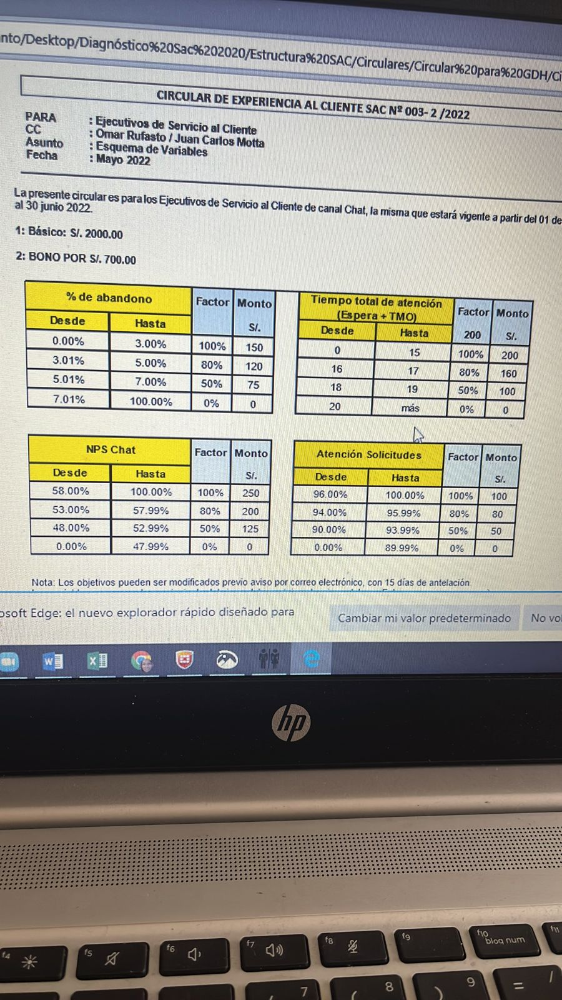 nto/Desktop/Diagnóstico%20Sac%202020/Estructura%20SAC/Circulares/Circular%20para%20GDH/Ci
CIRCULAR DE EXPERIENCIA AL CLIENTE SAC Nº 003- 2 /2022
PARA : Ejecutivos de Servicio al Cliente
CC : Omar Rufasto / Juan Carlos Motta
Asunto : Esquema de Variables
Fecha : Mayo 2022
La presente circular es para los Ejecutivos de Servicio al Cliente de canal Chat, la misma que estará vigente a partir del 01 de
al 30 junio 2022.
1: Básico: S/. 2000.00
2: BONO POR S/. 700.00
% de abandono Factor Monto
Desde Hasta S/.
0.00% 3.00% 100% 150
3.01% 5.00% 80% 120
5.01% 7.00% 50% 75
7.01% 100.00% 0% 0
Tiempo total de atención
(Espera + TMO) Factor Monto
Desde Hasta 200 S/.
0 15 100% 200
16 17 80% 160
18 19 50% 100
20 más 0% 0
NPS Chat Factor Monto
Desde Hasta S/.
58.00% 100.00% 100% 250
53.00% 57.99% 80% 200
48.00% 52.99% 50% 125
0.00% 47.99% 0% 0
Atención Solicitudes Factor Monto
Desde Hasta S/.
96.00% 100.00% 100% 100
94.00% 95.99% 80% 80
90.00% 93.99% 50% 50
0.00% 89.99% 0% 0
Nota: Los objetivos pueden ser modificados previo aviso por correo electrónico, con 15 días de antelación.
osoft Edge: el nuevo explorador rápido diseñado para
Cambiar mi valor predeterminado
No vol
hp
f4 f5 f6 f7 f8 f9 f10 f11
bloq num
7 ( 8 ) 9 = /